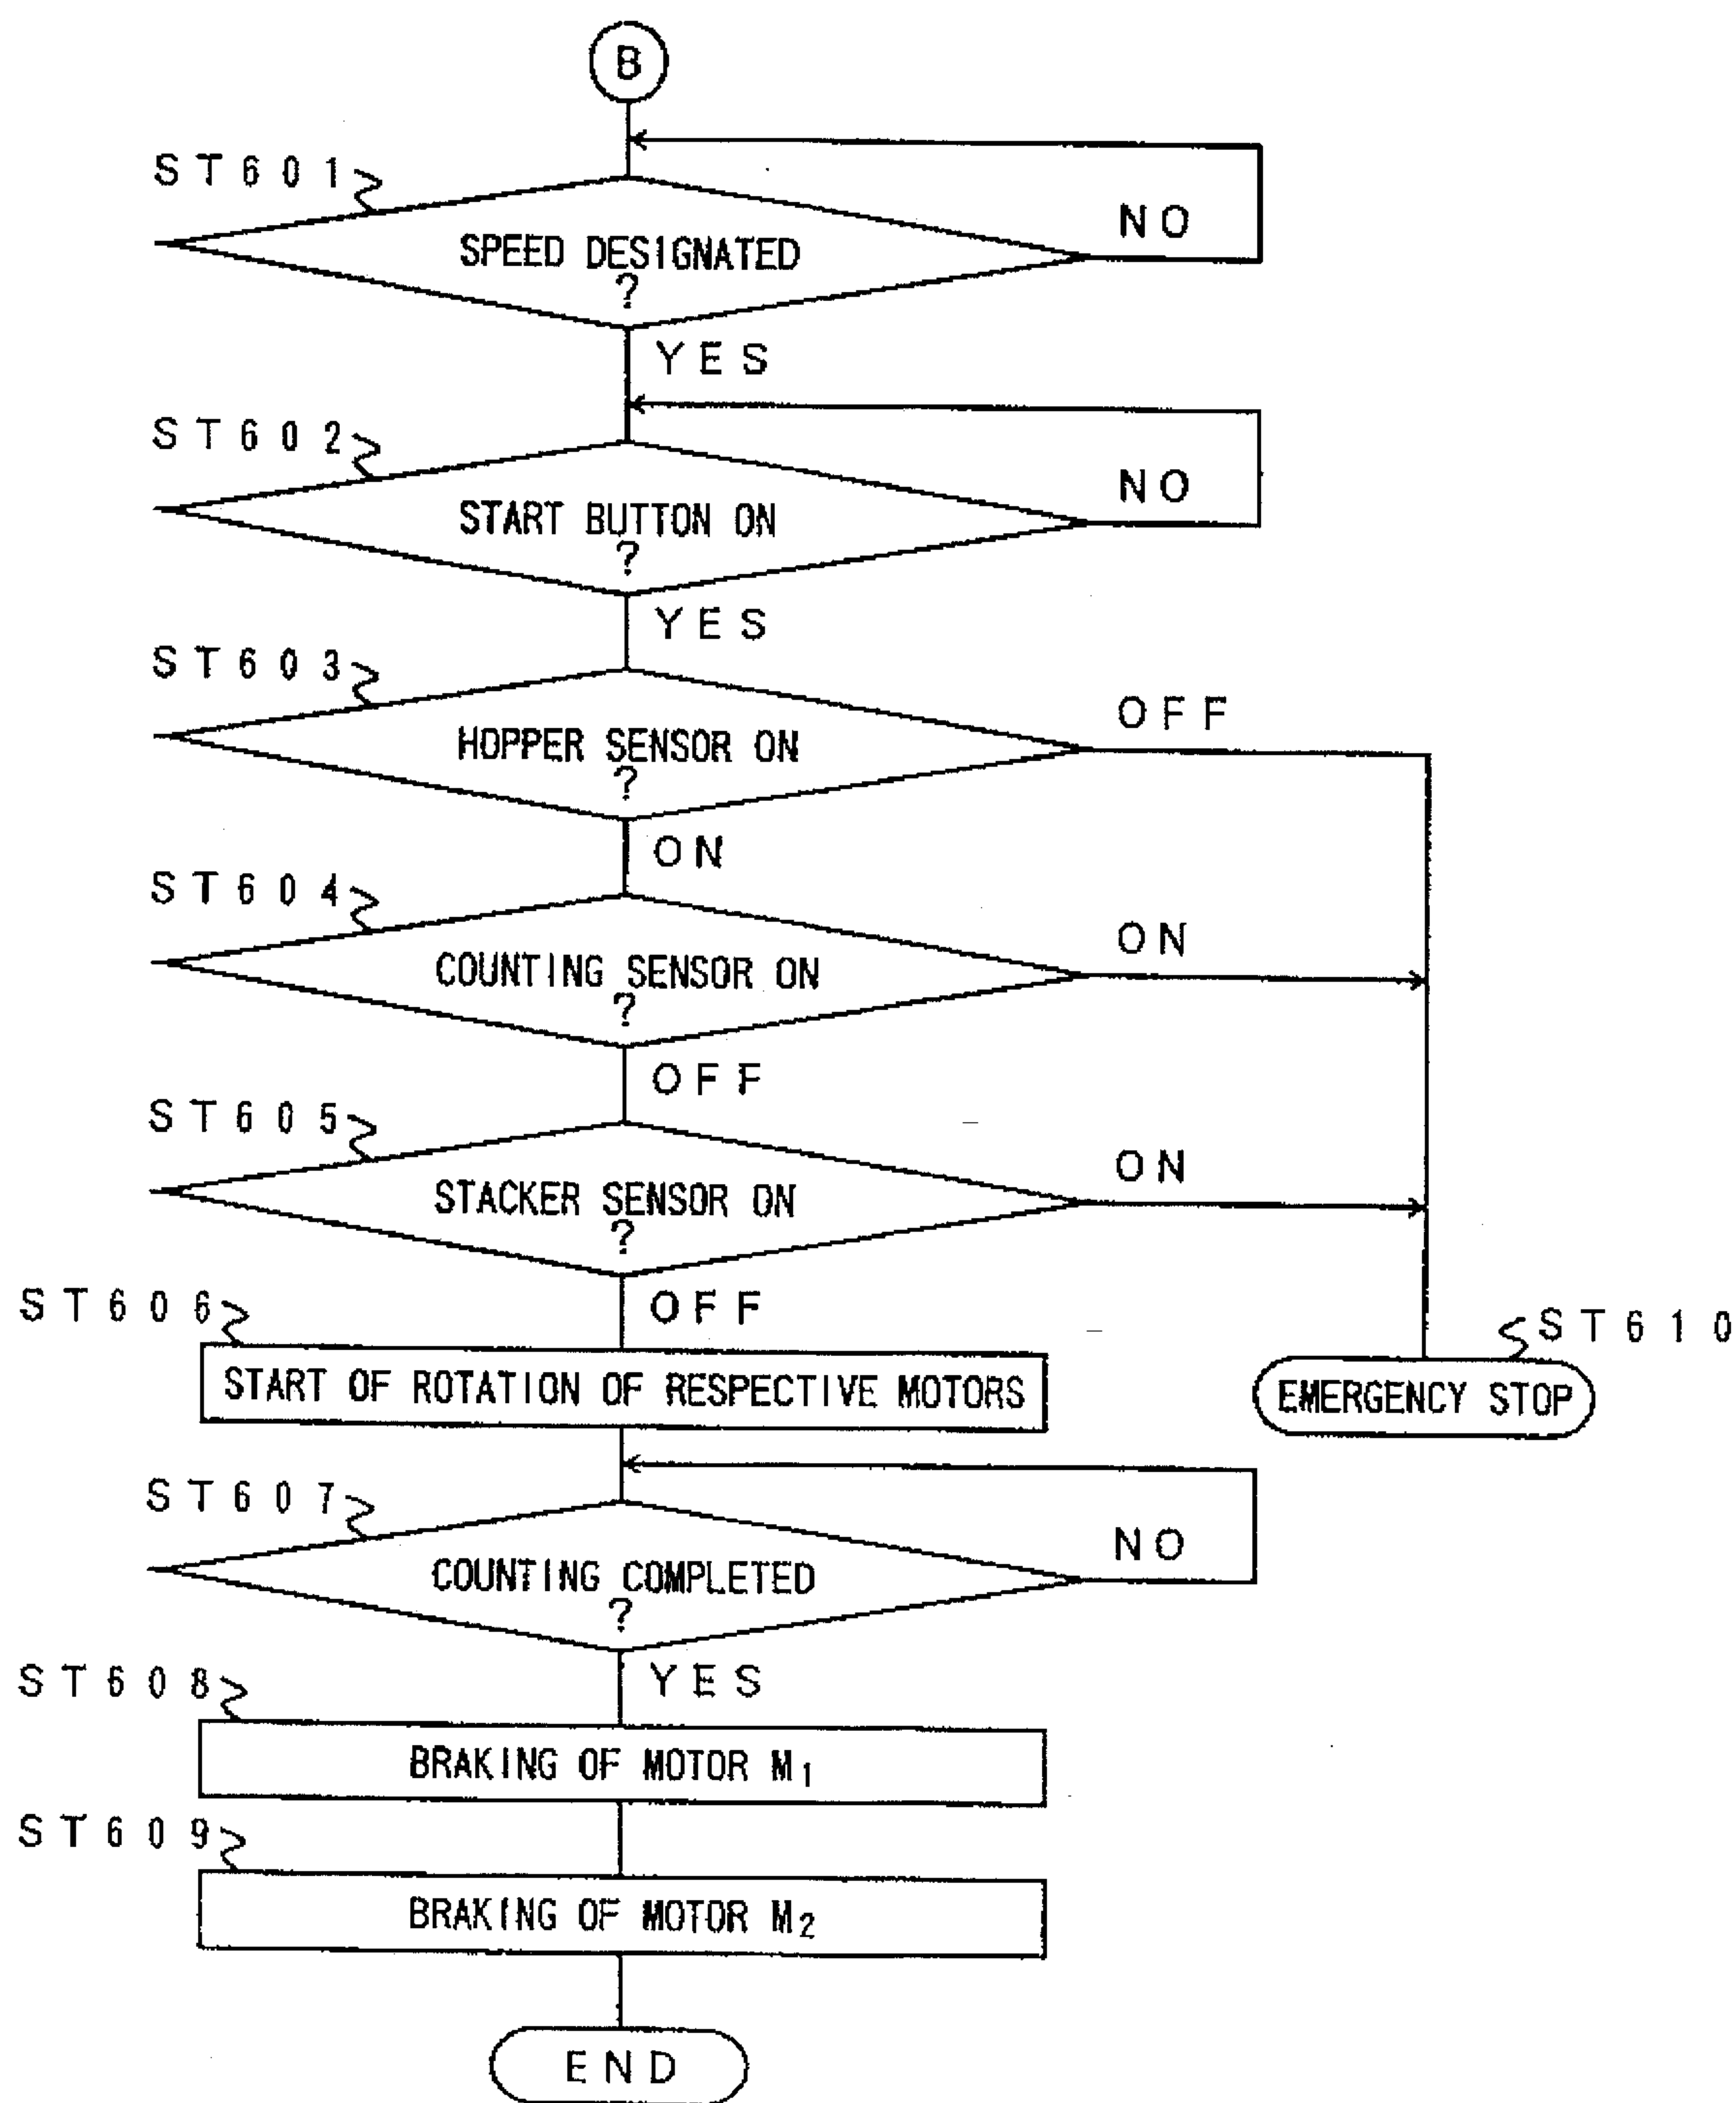 B
ST601
NO
SPEED DESIGNATED
?
YES
ST602
NO
START BUTTON ON
?
YES
ST603
OFF
HOPPER SENSOR ON
?
ON
ST604
ON
COUNTING SENSOR ON
?
OFF
ST605
ON
STACKER SENSOR ON
?
OFF
ST606
ST610
START OF ROTATION OF RESPECTIVE MOTORS
EMERGENCY STOP
ST607
NO
COUNTING COMPLETED
?
YES
ST608
BRAKING OF MOTOR M1
ST609
BRAKING OF MOTOR M2
END